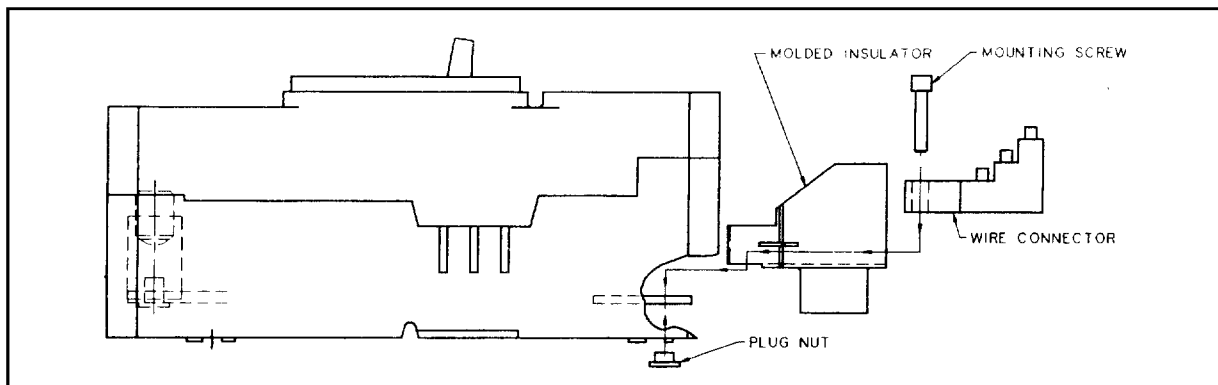 MOLDED INSULATOR
MOUNTING SCREW
WIRE CONNECTOR
PLUG NUT